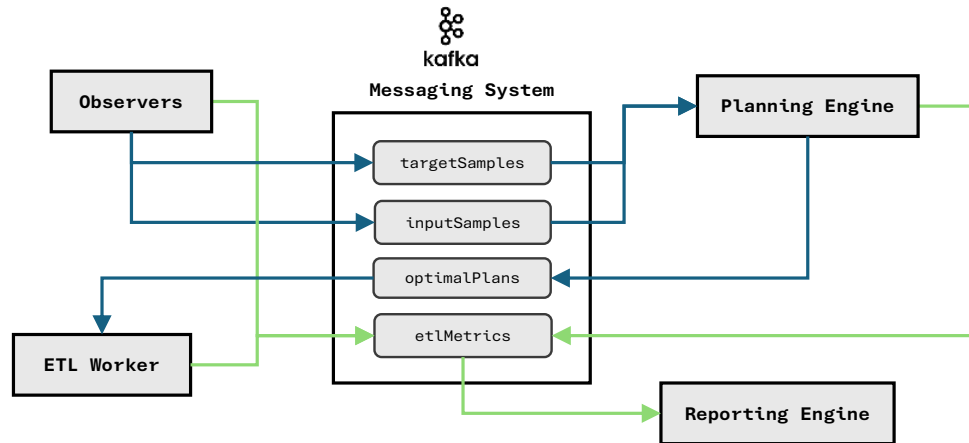 kafka
Messaging System
Observers
Planning Engine
targetSamples
inputSamples
optimalPlans
etlMetrics
ETL Worker
Reporting Engine